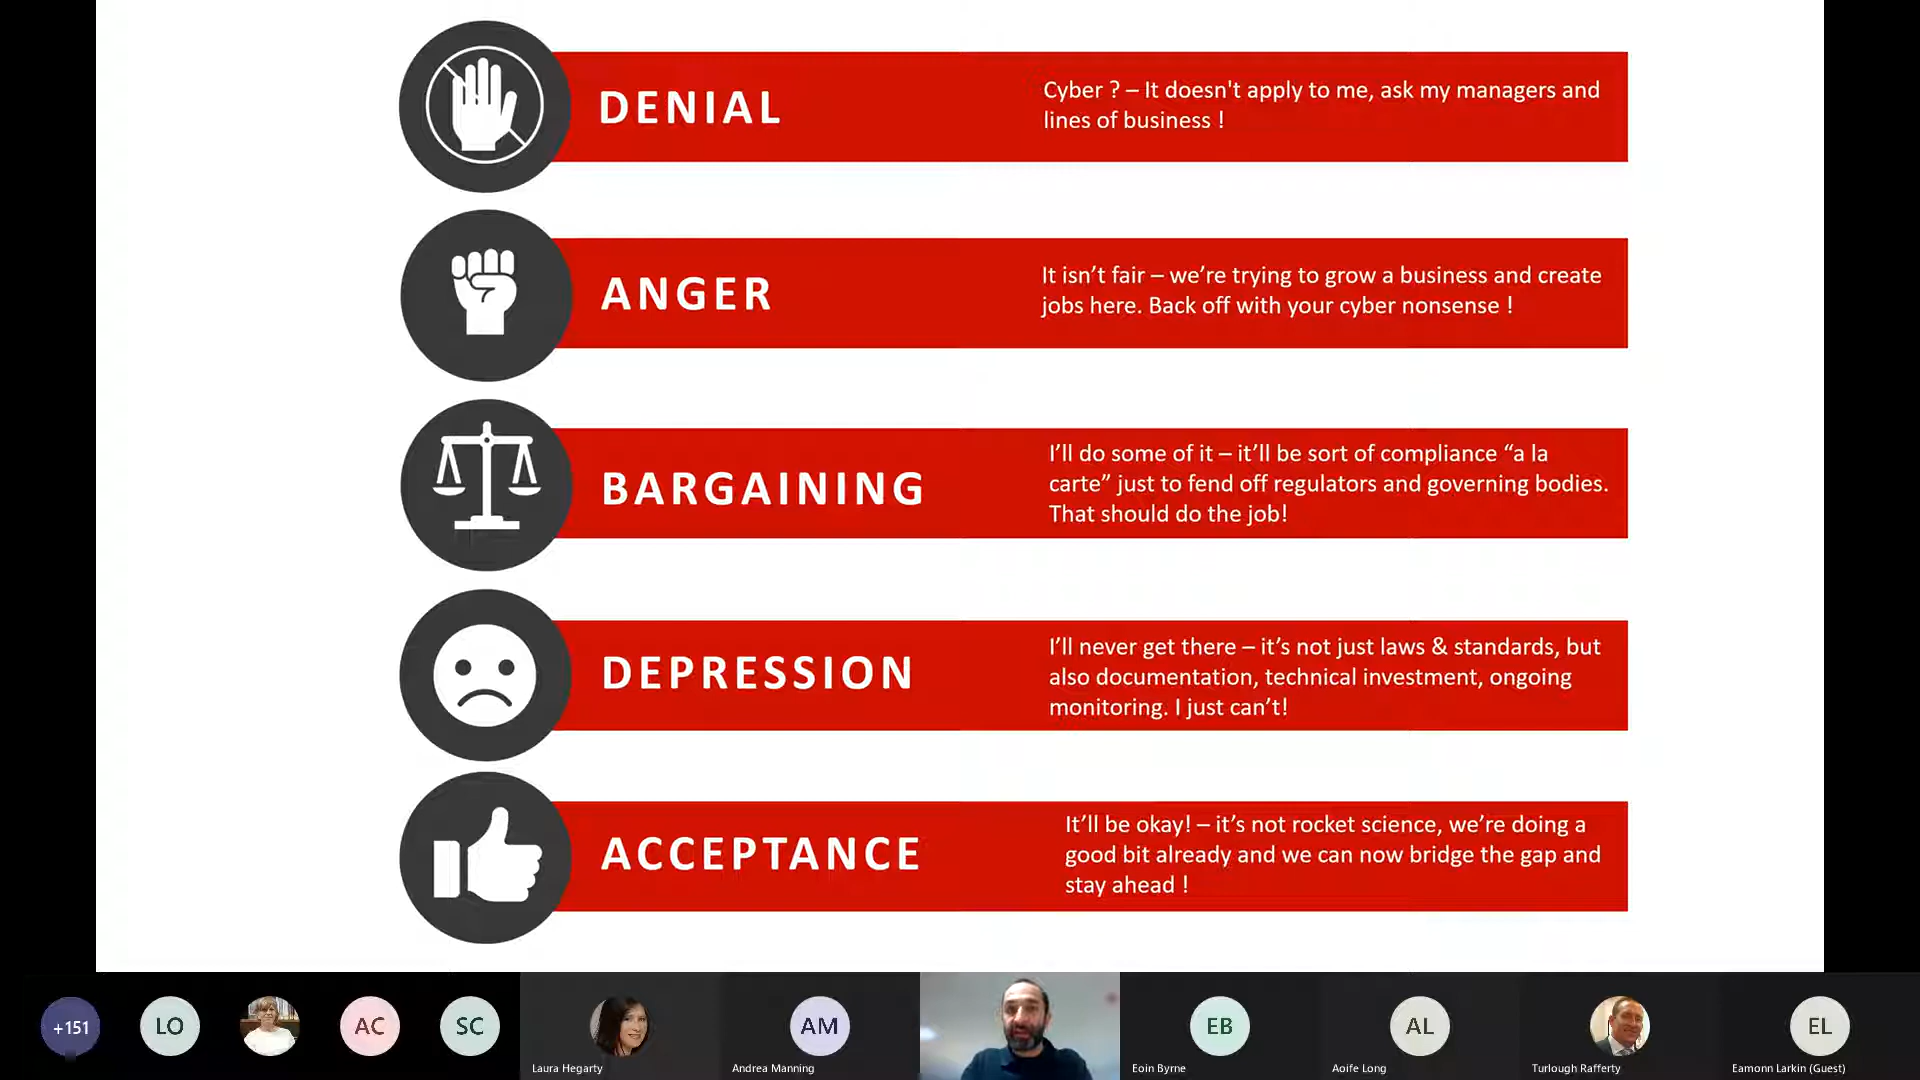 DENIAL
Cyber ? – It doesn't apply to me, ask my managers and
lines of business !
ANGER
It isn’t fair – we’re trying to grow a business and create
jobs here. Back off with your cyber nonsense !
BARGAINING
I’ll do some of it – it’ll be sort of compliance “a la
carte” just to fend off regulators and governing bodies.
That should do the job!
DEPRESSION
I’ll never get there – it’s not just laws & standards, but
also documentation, technical investment, ongoing
monitoring. I just can’t!
ACCEPTANCE
It’ll be okay! – it’s not rocket science, we’re doing a
good bit already and we can now bridge the gap and
stay ahead !
+151
LO
AC
SC
Laura Hegarty
AM
Andrea Manning
EB
Eoin Byrne
AL
Aoife Long
Turlough Rafferty
EL
Eamonn Larkin (Guest)